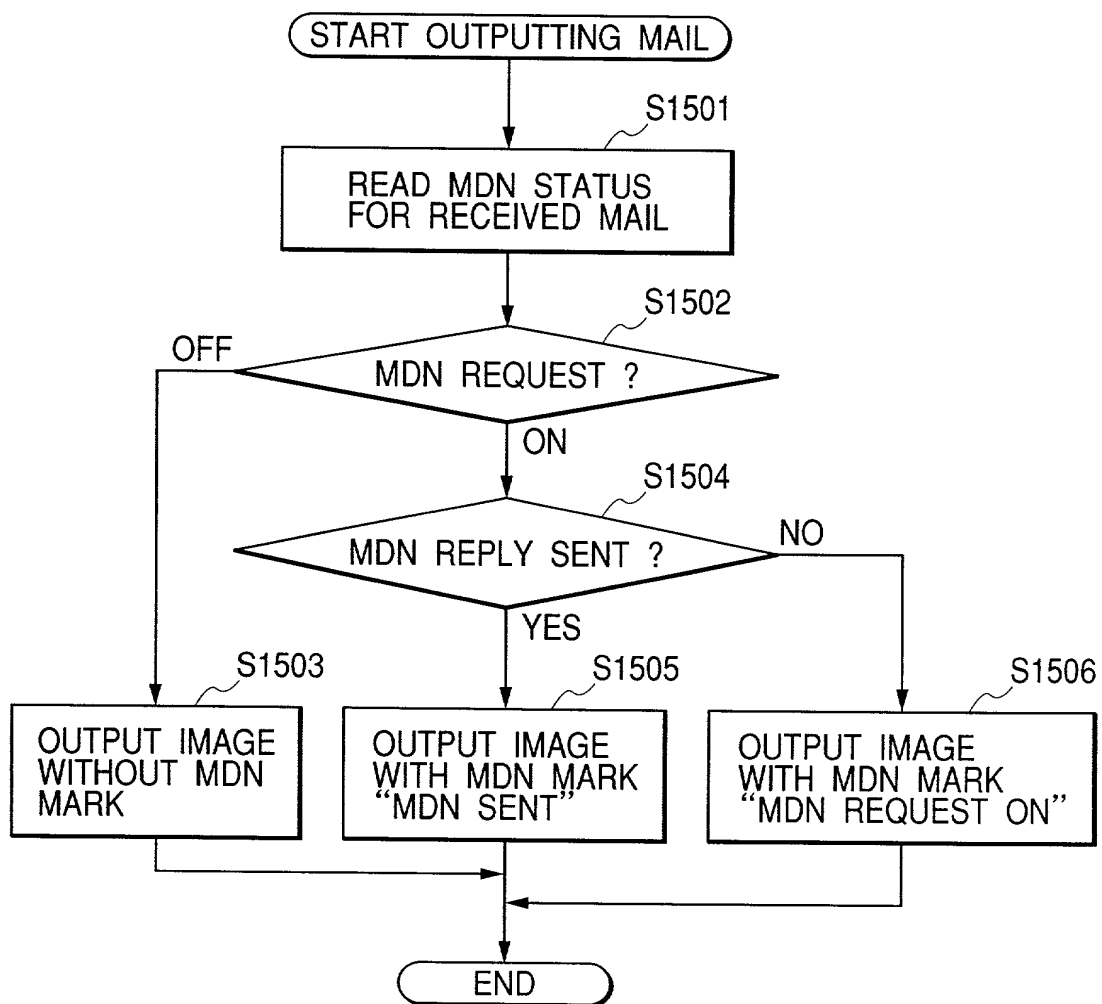 START OUTPUTTING MAIL
S1501
READ MDN STATUS
FOR RECEIVED MAIL
S1502
OFF
MDN REQUEST ?
ON
S1504
MDN REPLY SENT ?
NO
YES
S1503
OUTPUT IMAGE
WITHOUT MDN
MARK
S1505
OUTPUT IMAGE
WITH MDN MARK
“MDN SENT”
S1506
OUTPUT IMAGE
WITH MDN MARK
“MDN REQUEST ON”
END